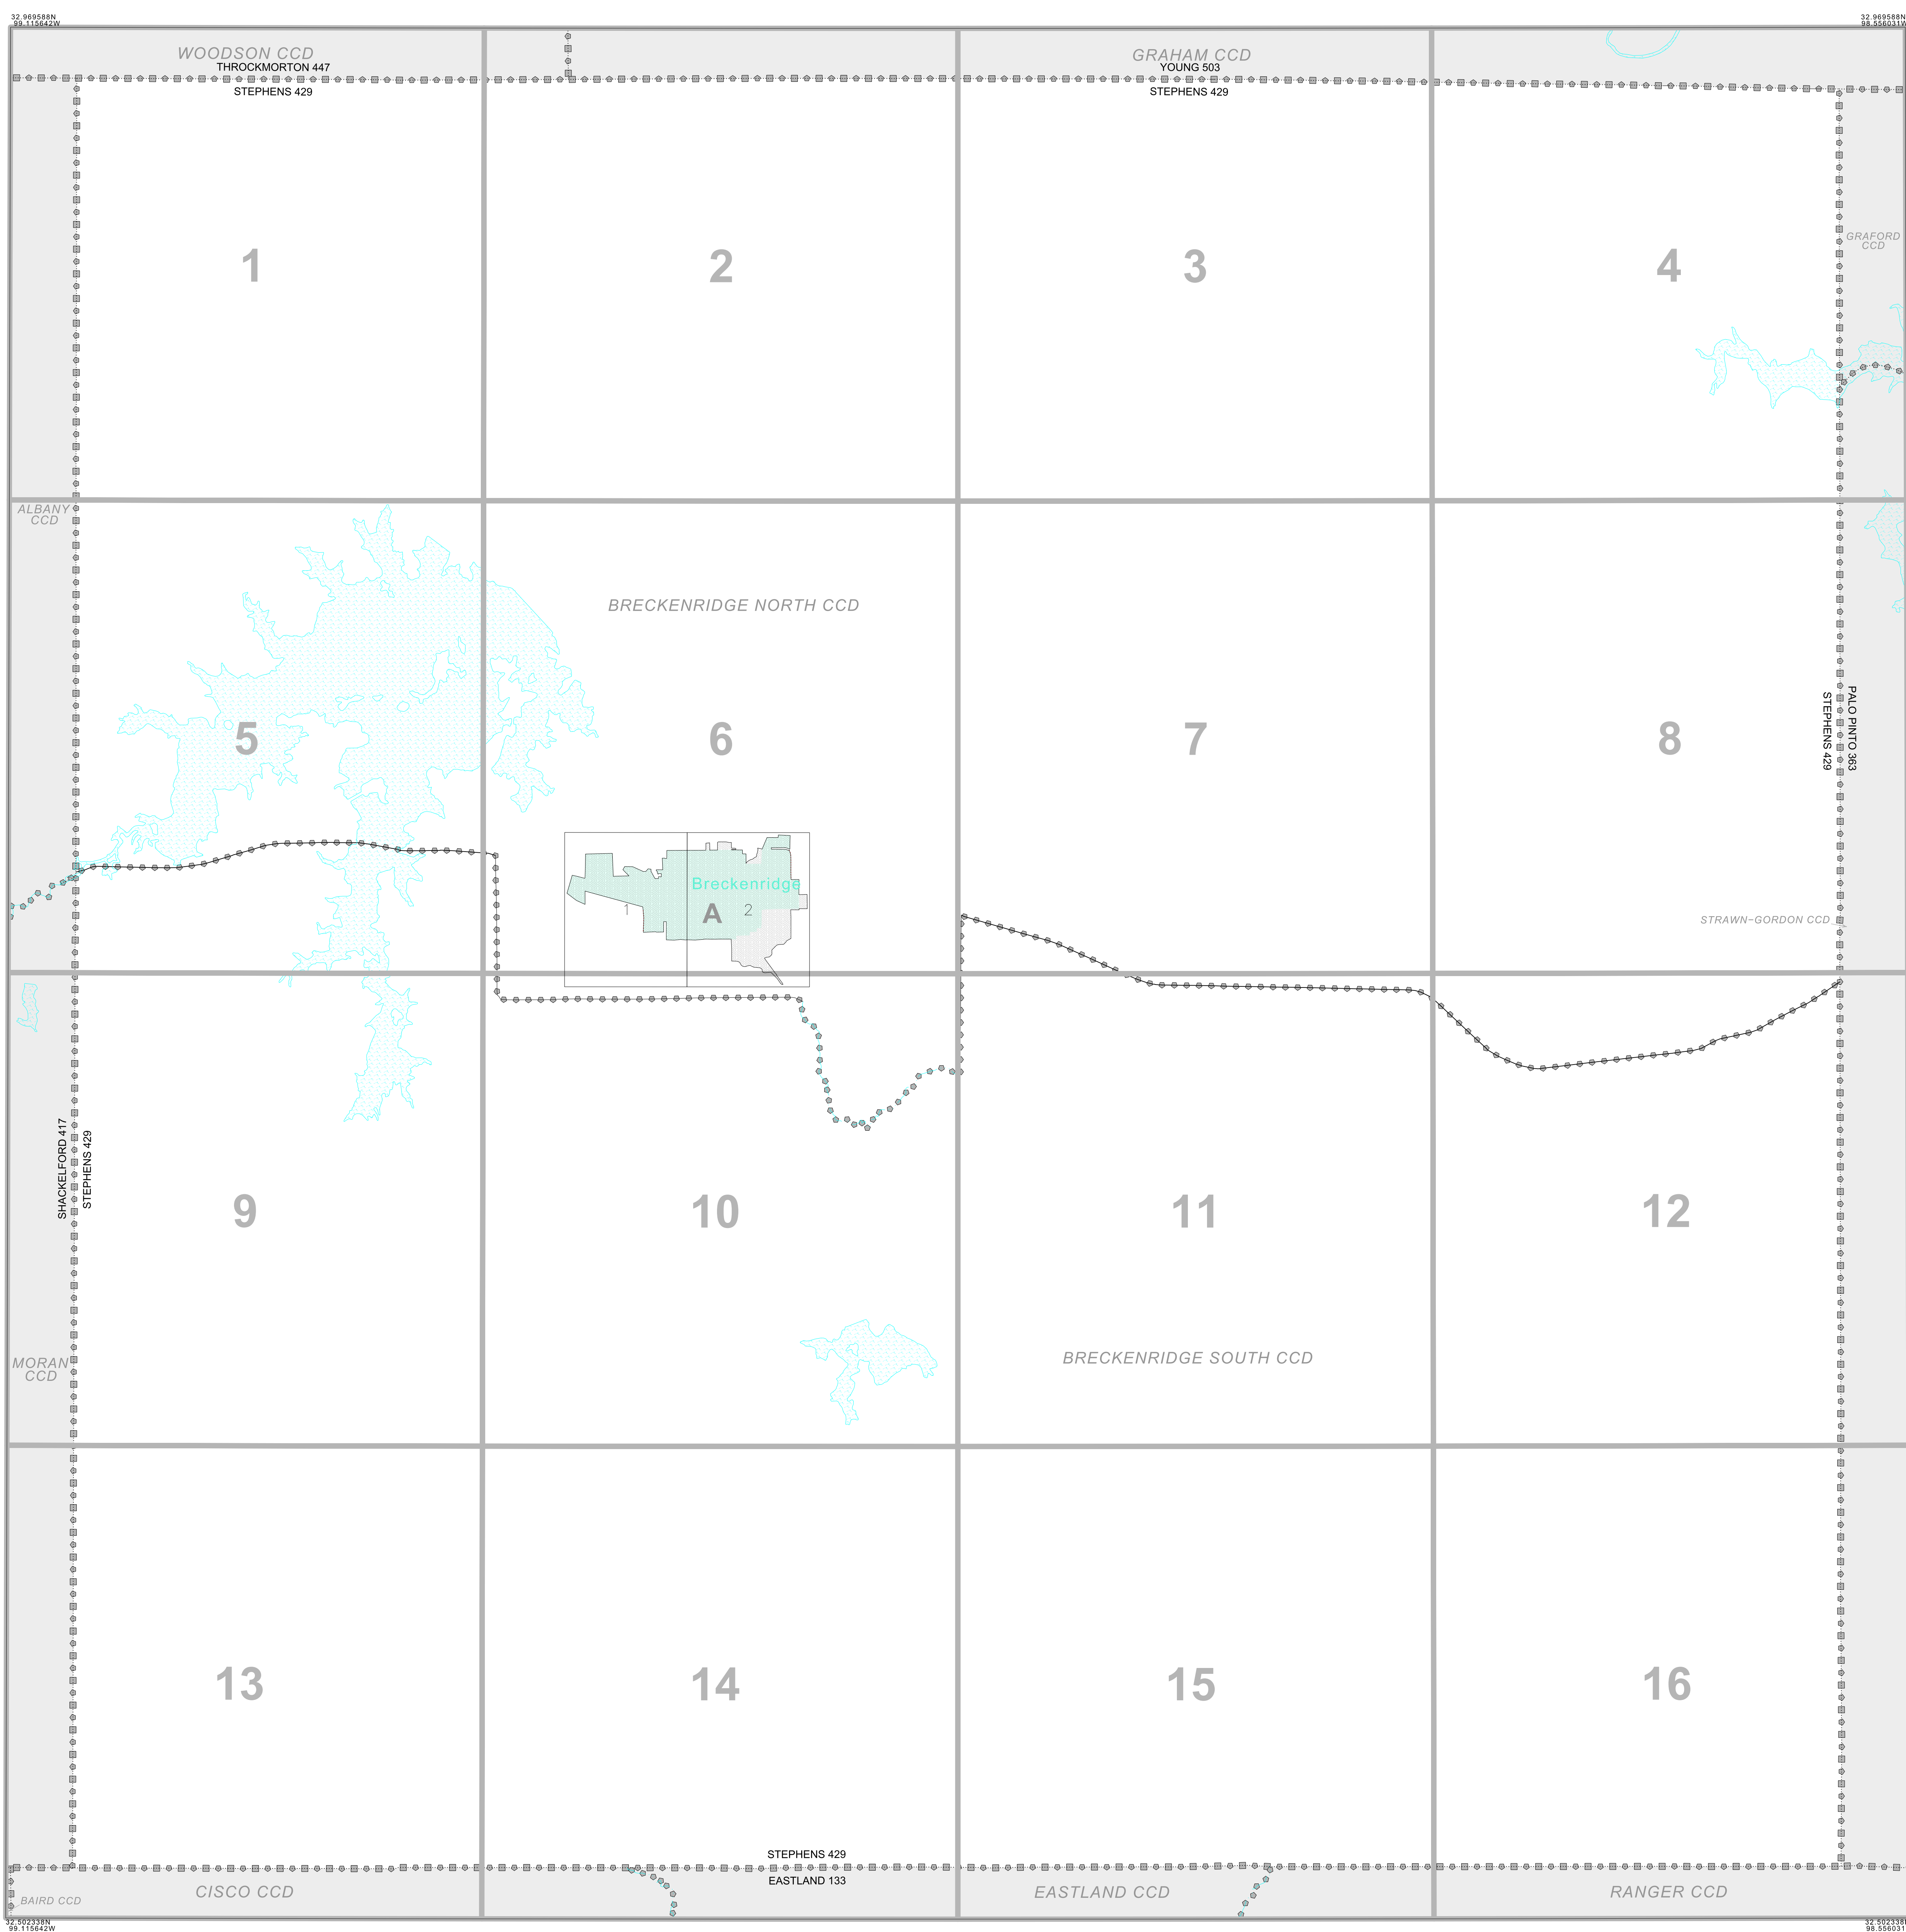 32.969588N
99.115642W
32.969588N
98.556031W
WOODSON CCD
THROCKMORTON 447
STEPHENS 429
GRAHAM CCD
YOUNG 503
STEPHENS 429
1
2
3
4
GRAFORD
CCD
ALBANY
CCD
BRECKENRIDGE NORTH CCD
5
6
7
8
STEPHENS 429
PALO PINTO 363
Breckenridge
1
A
2
STRAWN-GORDON CCD
SHACKELFORD 417
STEPHENS 429
9
10
11
12
MORAN
CCD
BRECKENRIDGE SOUTH CCD
13
14
15
16
STEPHENS 429
EASTLAND 133
CISCO CCD
EASTLAND CCD
RANGER CCD
BAIRD CCD
32.502338N
99.115642W
32.502338N
98.556031